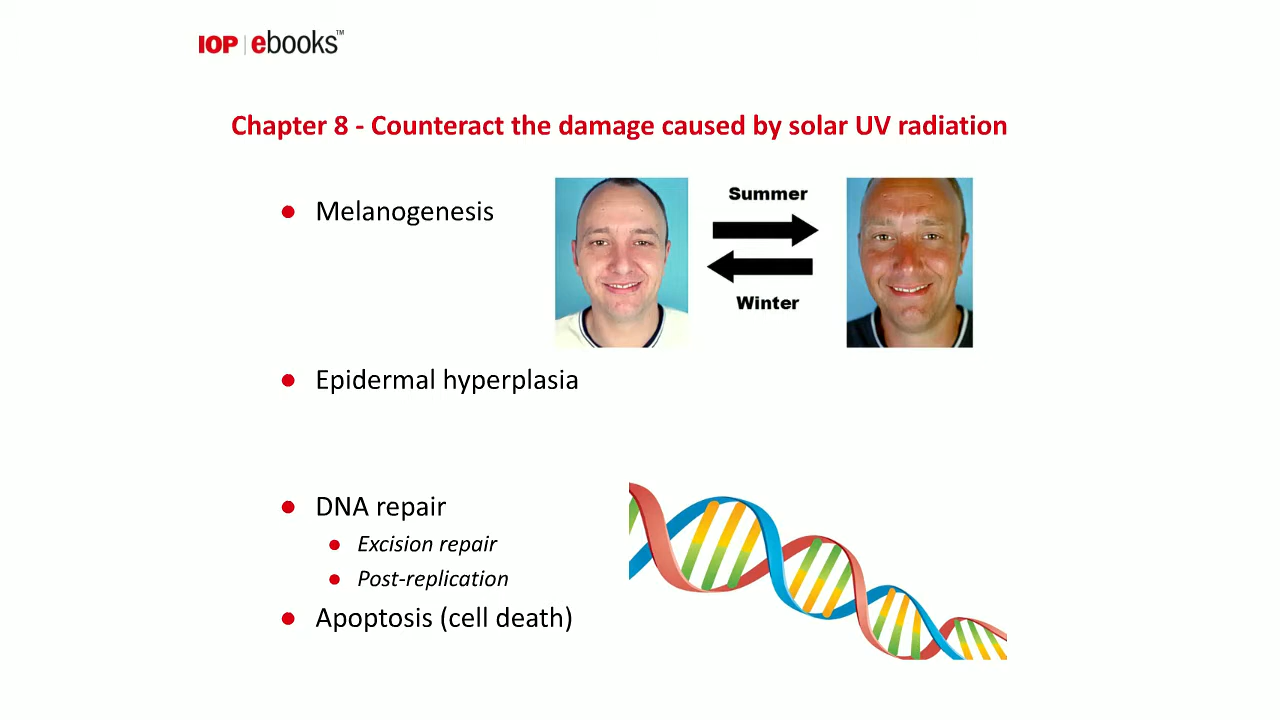 IOP | ebooks™
Chapter 8 - Counteract the damage caused by solar UV radiation
● Melanogenesis
Summer
Winter
● Epidermal hyperplasia
● DNA repair
● Excision repair
● Post-replication
● Apoptosis (cell death)